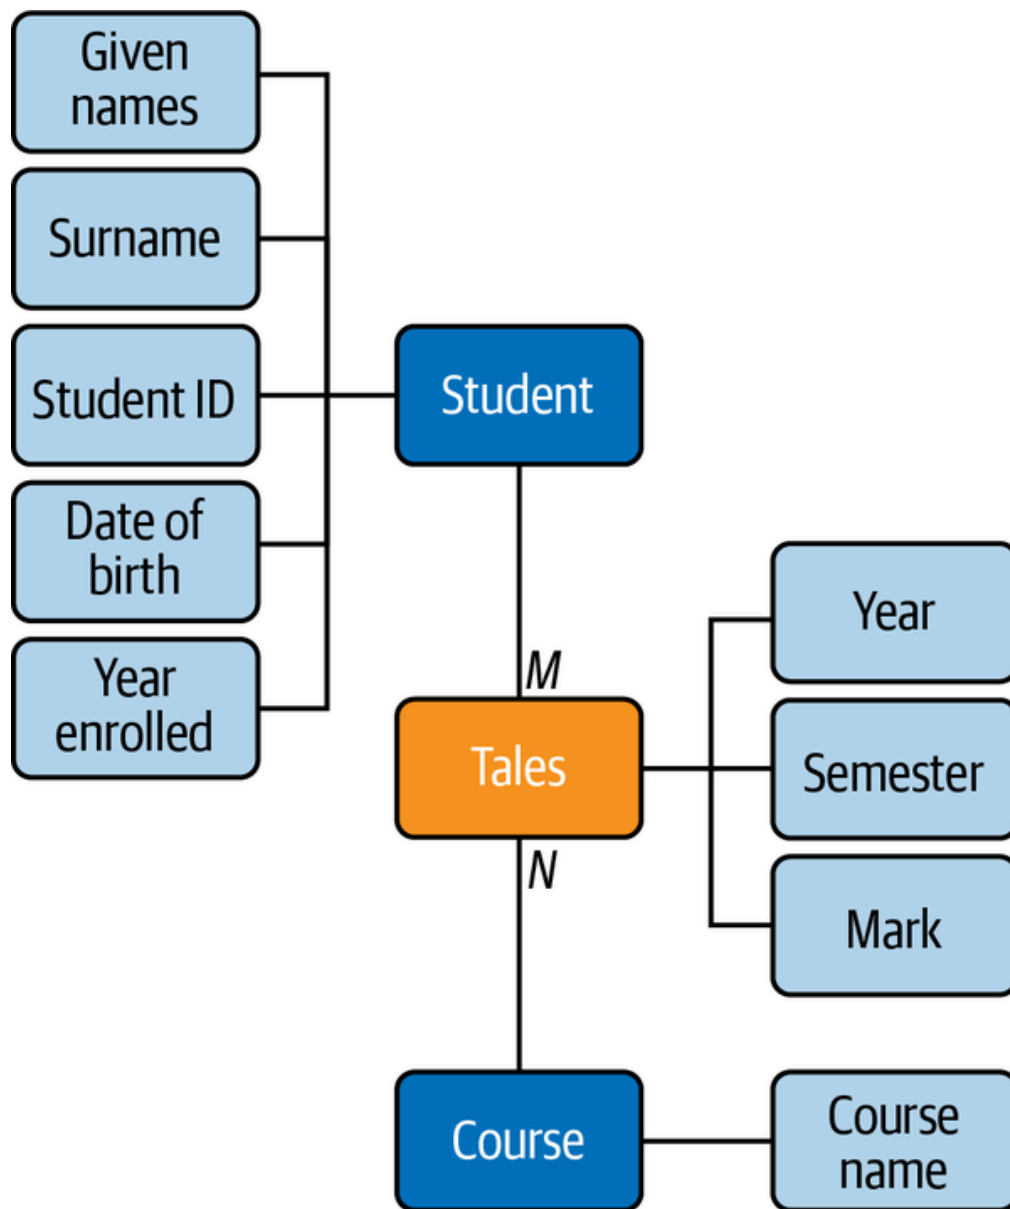 Given
names
Surname
Student ID
Date of
birth
Year
enrolled
Student
M
Tales
N
Year
Semester
Mark
Course
Course
name